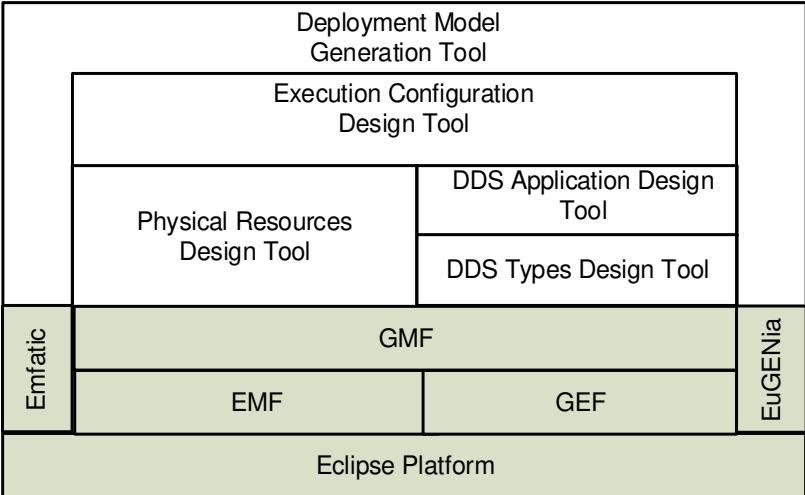 Deployment Model
Generation Tool
Execution Configuration
Design Tool
Physical Resources
Design Tool
DDS Application Design
Tool
DDS Types Design Tool
Emfatic
GMF
EuGENia
EMF
GEF
Eclipse Platform